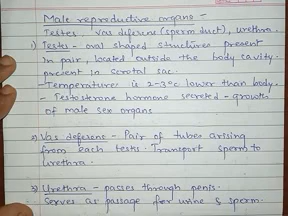 Male reproductive organs -
Testes. Vas deferens (sperm duct), urethra.
1) Testes - oval shaped structures present
In pair, located outside the body cavity.
present in scrotal sac.
- Temperature is 2-3°C lower than body.
- Testosterone hormone secreted - growth
of male sex organs
2) Vas deferens - Pair of tubes arising
from each testis. Transport sperm to
urethra.
3) Urethra - passes through penis.
Serves as passage for urine & sperm.